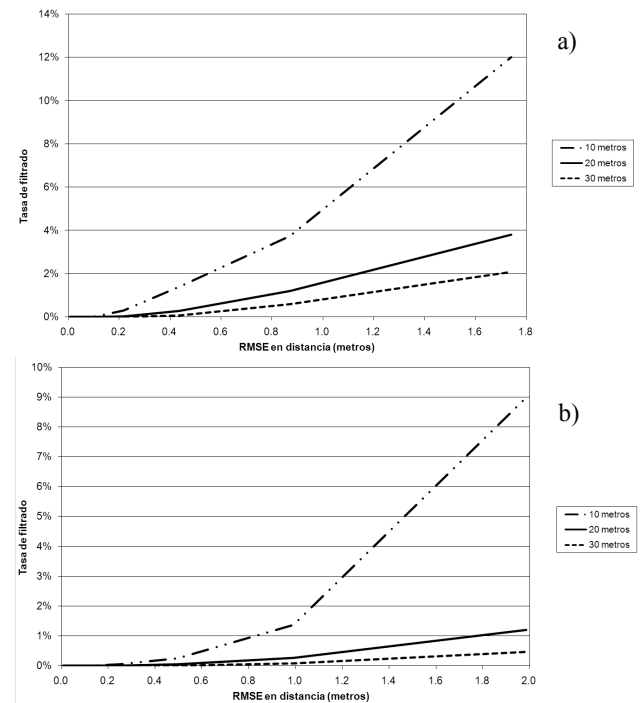 14%
12%
10%
8%
6%
4%
2%
0%
Tasa de filtrado
0.0 0.2 0.4 0.6 0.8 1.0 1.2 1.4 1.6 1.8
RMSE en distancia (metros)
a)
10 metros
20 metros
30 metros
10%
9%
8%
7%
6%
5%
4%
3%
2%
1%
0%
Tasa de filtrado
0.0 0.2 0.4 0.6 0.8 1.0 1.2 1.4 1.6 1.8 2.0
RMSE en distancia (metros)
b)
10 metros
20 metros
30 metros